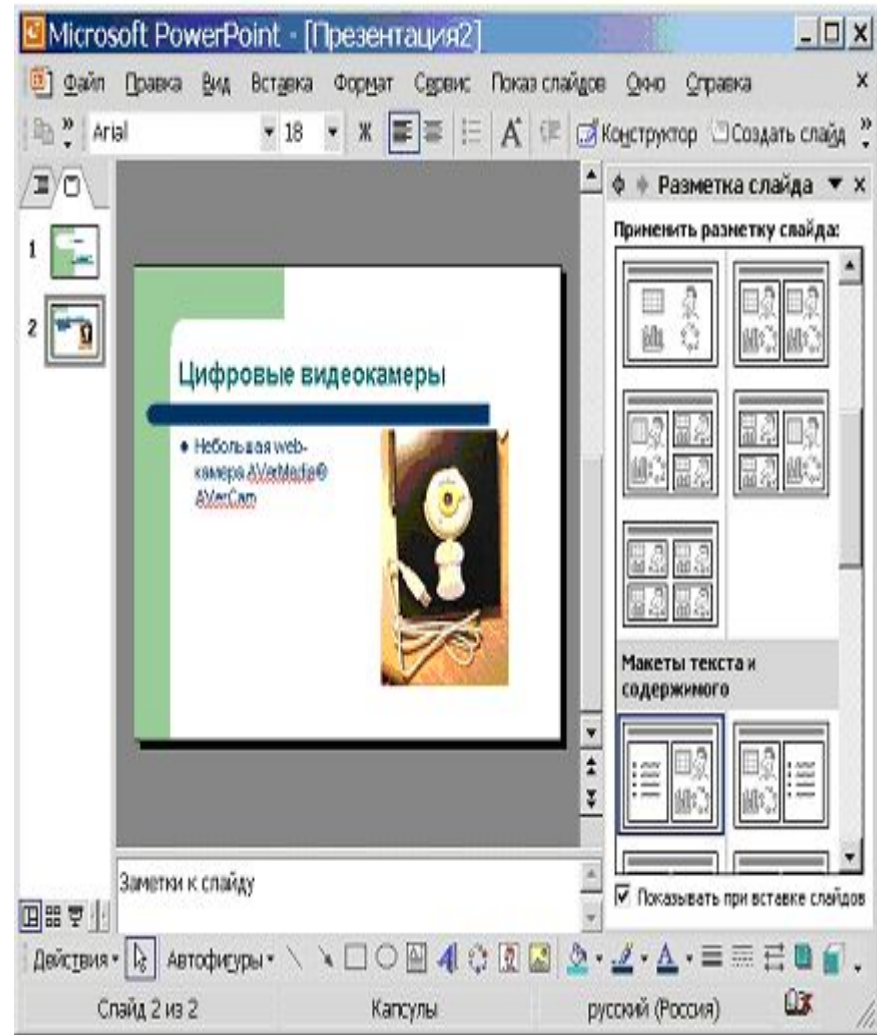 Microsoft PowerPoint - [Презентация2]
Файл Правка Вид Вставка Формат Сервис Показ слайдов Окно Справка
Arial 18 Ж Конструктор Создать слайд
Разметка слайда
Применить разметку слайда:
1
2
Цифровые видеокамеры
Небольшая web-
камера AVerMedia®
AVerCam
Макеты текста и
содержимого
Заметки к слайду
Показывать при вставке слайдов
Действия Автофигуры
Слайд 2 из 2 Капсулы русский (Россия)